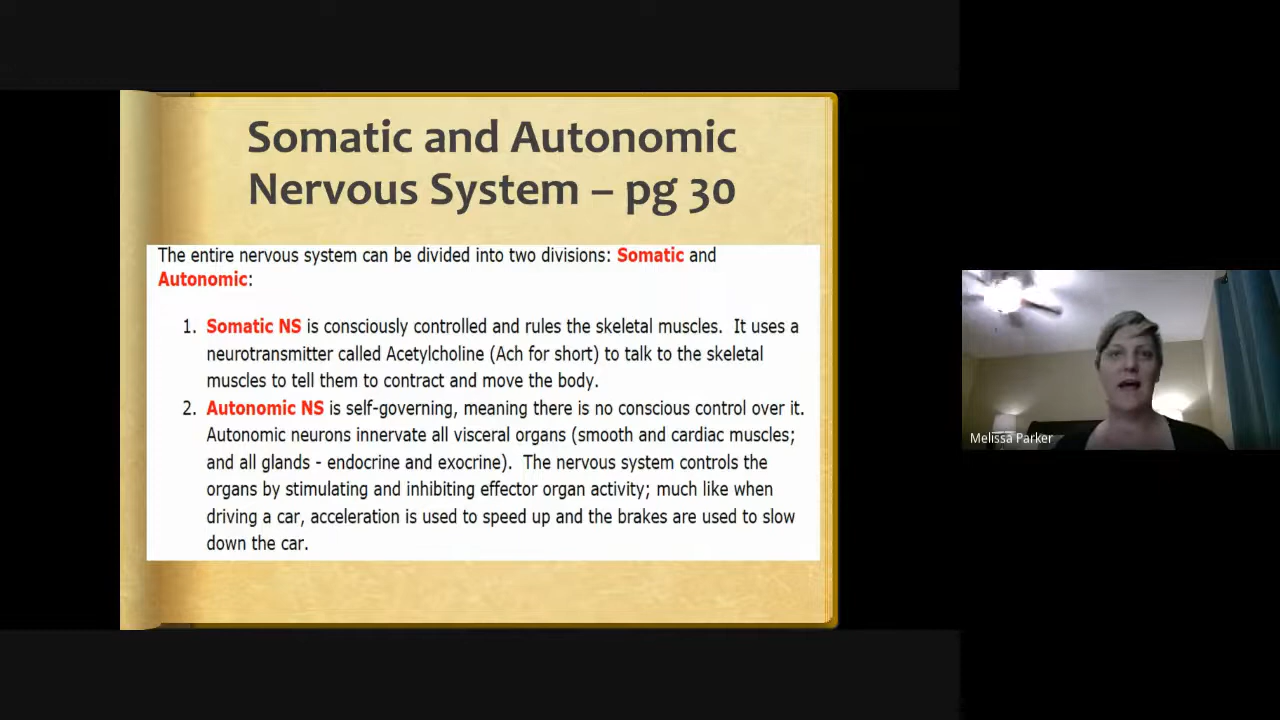 Somatic and Autonomic
Nervous System – pg 30
The entire nervous system can be divided into two divisions: Somatic and
Autonomic:
1. Somatic NS is consciously controlled and rules the skeletal muscles. It uses a
neurotransmitter called Acetylcholine (Ach for short) to talk to the skeletal
muscles to tell them to contract and move the body.
2. Autonomic NS is self-governing, meaning there is no conscious control over it.
Autonomic neurons innervate all visceral organs (smooth and cardiac muscles;
and all glands - endocrine and exocrine). The nervous system controls the
organs by stimulating and inhibiting effector organ activity; much like when
driving a car, acceleration is used to speed up and the brakes are used to slow
down the car.
Melissa Parker